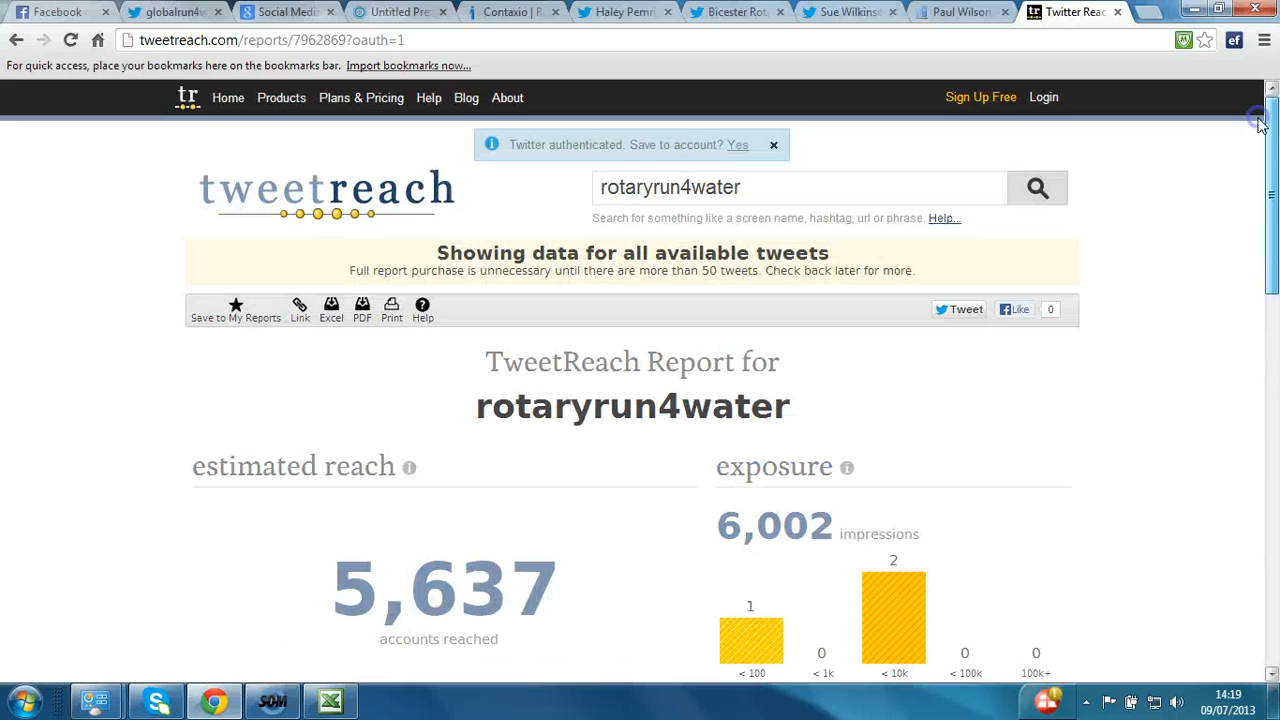 Facebook
globalrun4w
Social Medi
Untitled Pre
Contaxio | R
Haley Pemr
Bicester Rot
Sue Wilkins
Paul Wilson
Twitter Reac
tweetreach.com/reports/7962869?oauth=1
For quick access, place your bookmarks here on the bookmarks bar. Import bookmarks now...
tr Home Products Plans & Pricing Help Blog About Sign Up Free Login
Twitter authenticated. Save to account? Yes
tweetreach
rotaryrun4water
Search for something like a screen name, hashtag, url or phrase. Help...
Showing data for all available tweets
Full report purchase is unnecessary until there are more than 50 tweets. Check back later for more.
Save to My Reports Link Excel PDF Print Help Tweet Like 0
TweetReach Report for
rotaryrun4water
estimated reach
exposure
6,002 impressions
5,637
accounts reached
1 0 2 0 0
< 100 < 1k < 10k < 100k 100k+
SOM
14:19
09/07/2013